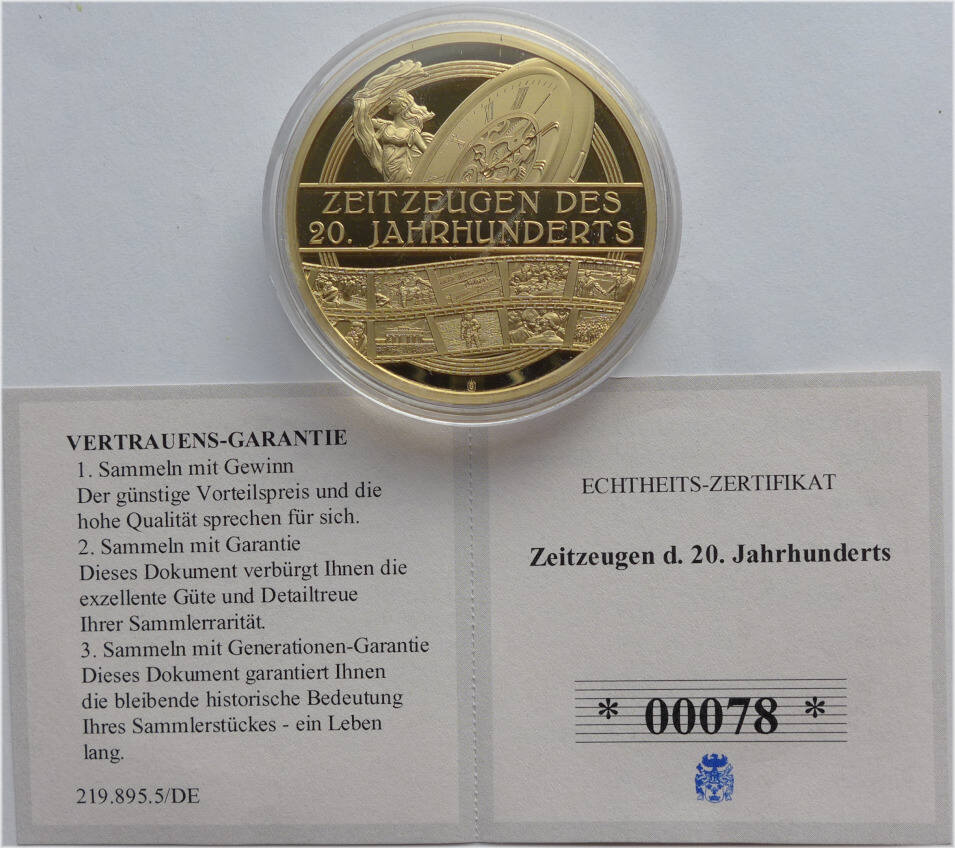 ZEITZEUGEN DES
20. JAHRHUNDERTS
VERTRAUENS-GARANTIE
1. Sammeln mit Gewinn
Der günstige Vorteilspreis und die
hohe Qualität sprechen für sich.
2. Sammeln mit Garantie
Dieses Dokument verbürgt Ihnen die
exzellente Güte und Detailtreue
Ihrer Sammlerrarität.
3. Sammeln mit Generationen-Garantie
Dieses Dokument garantiert Ihnen
die bleibende historische Bedeutung
Ihres Sammlerstückes - ein Leben
lang.
219.895.5/DE
ECHTHEITS-ZERTIFIKAT
Zeitzeugen d. 20. Jahrhunderts
* 00078 *